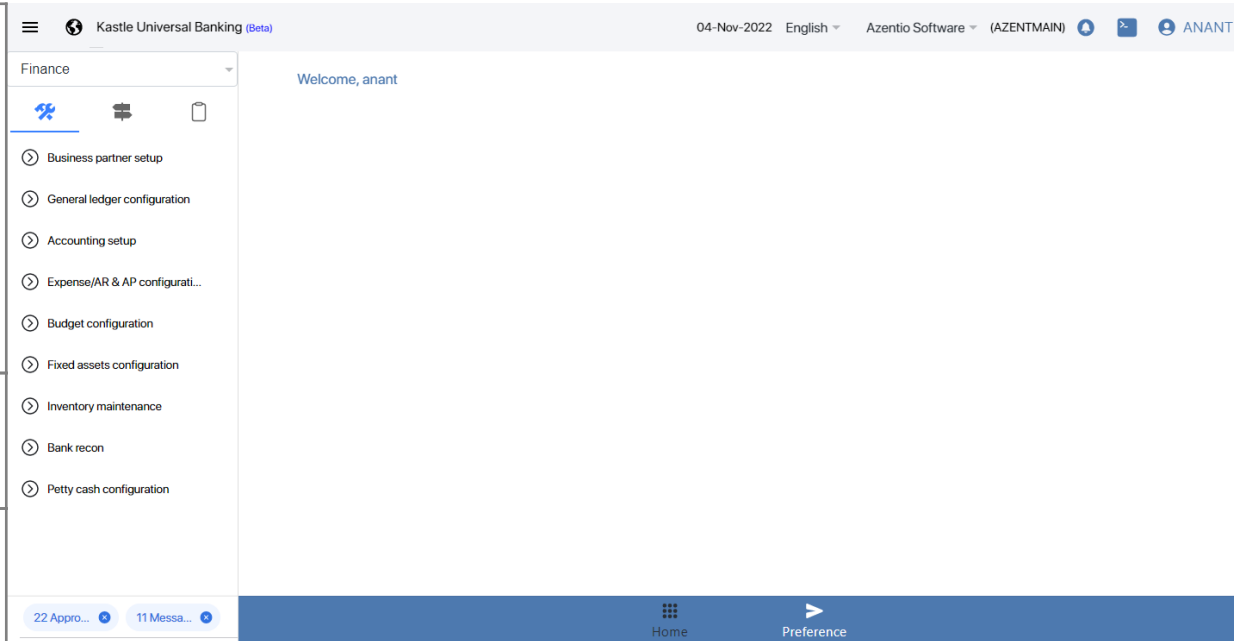 Kastle Universal Banking (Beta)
04-Nov-2022 English Azentio Software (AZENTMAIN) ANANT
Finance
Welcome, anant
Business partner setup
General ledger configuration
Accounting setup
Expense/AR & AP configurati...
Budget configuration
Fixed assets configuration
Inventory maintenance
Bank recon
Petty cash configuration
22 Appro... 11 Messa...
Home Preference